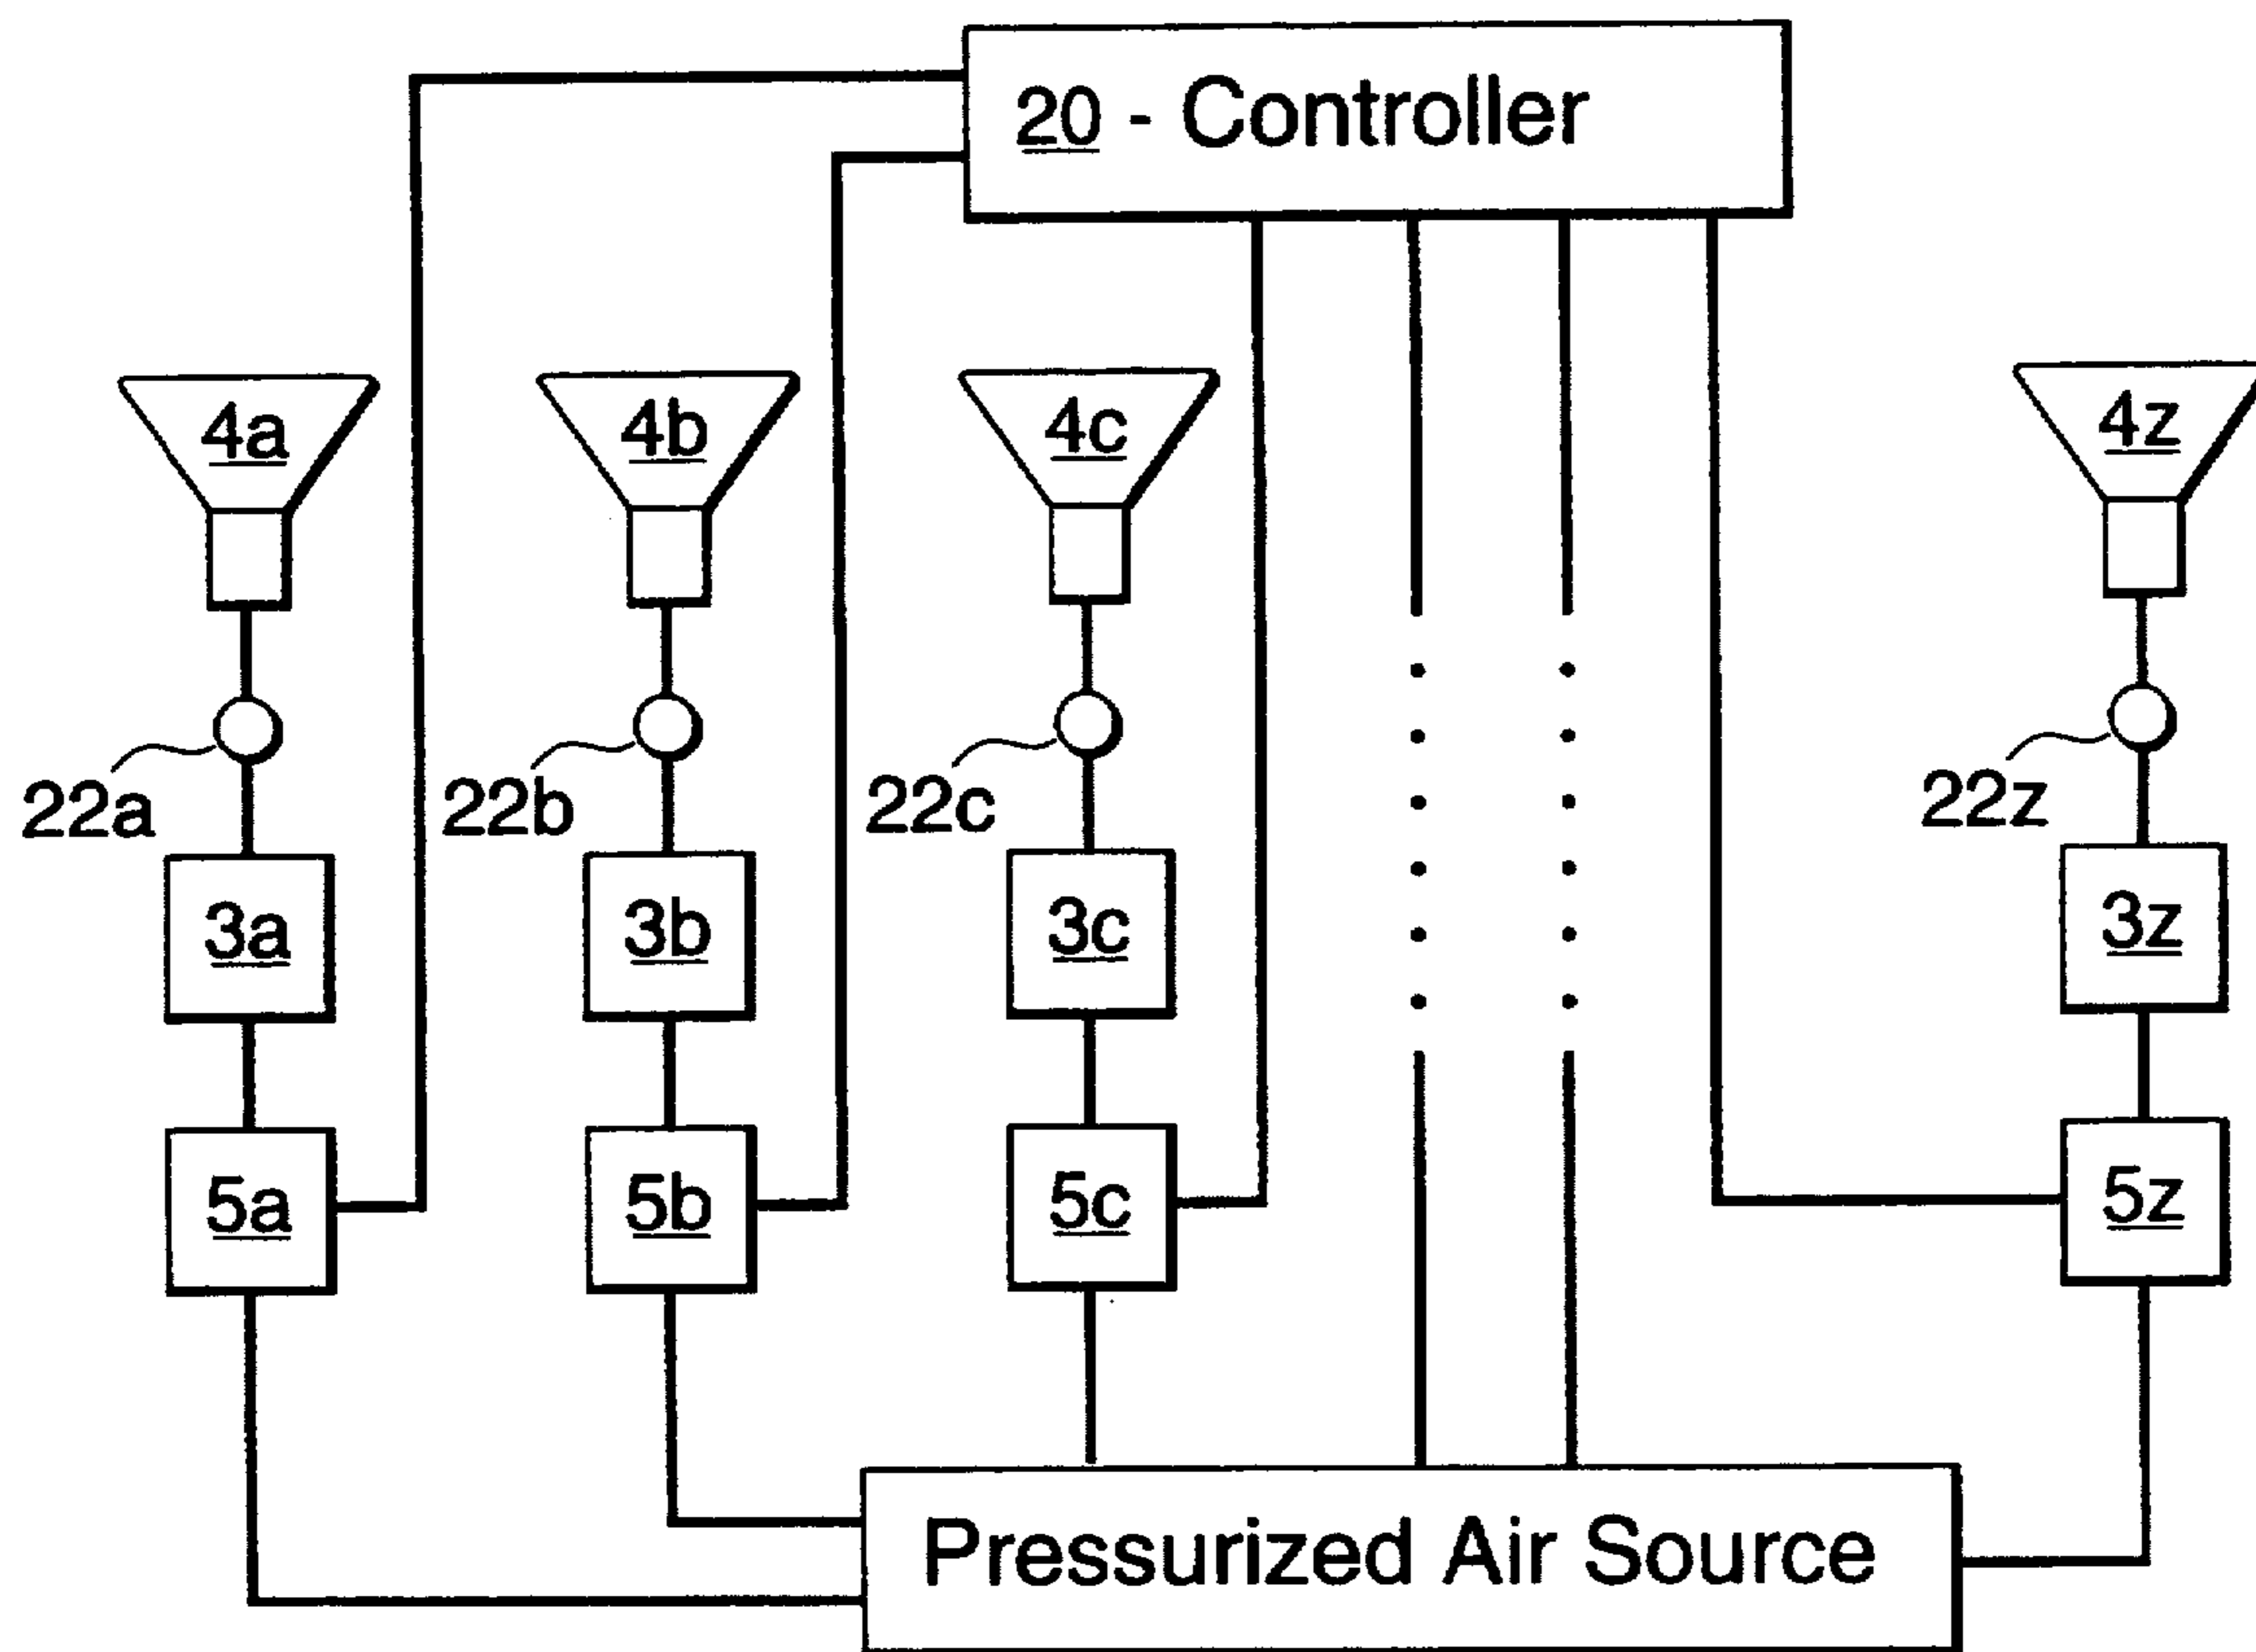 20 - Controller
4a
4b
4c
4z
22a
22b
22c
22z
3a
3b
3c
3z
5a
5b
5c
5z
Pressurized Air Source